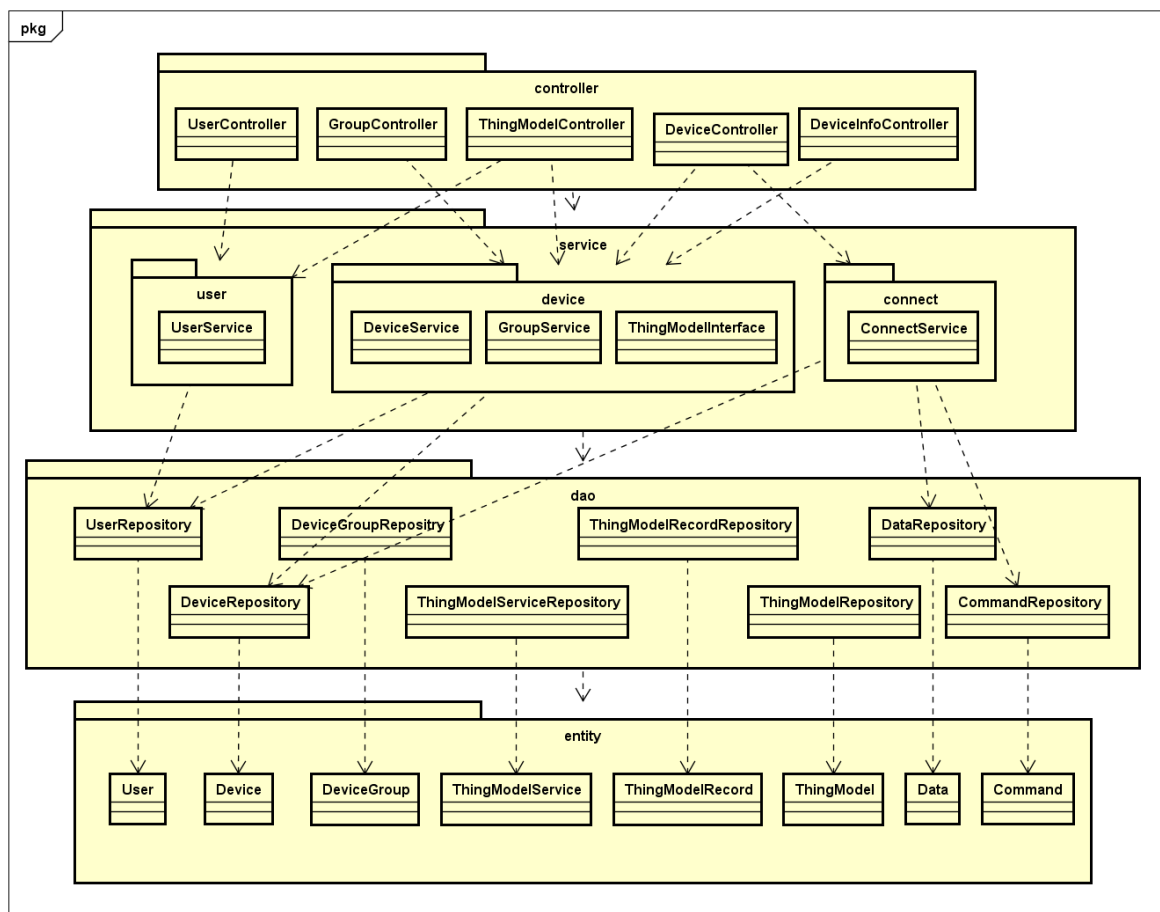 pkg
controller
UserController
GroupController
ThingModelController
DeviceController
DeviceInfoController
service
user
UserService
device
DeviceService
GroupService
ThingModelInterface
connect
ConnectService
dao
UserRepository
DeviceGroupRepositry
ThingModelRecordRepository
DataRepository
DeviceRepository
ThingModelServiceRepository
ThingModelRepository
CommandRepository
entity
User
Device
DeviceGroup
ThingModelService
ThingModelRecord
ThingModel
Data
Command